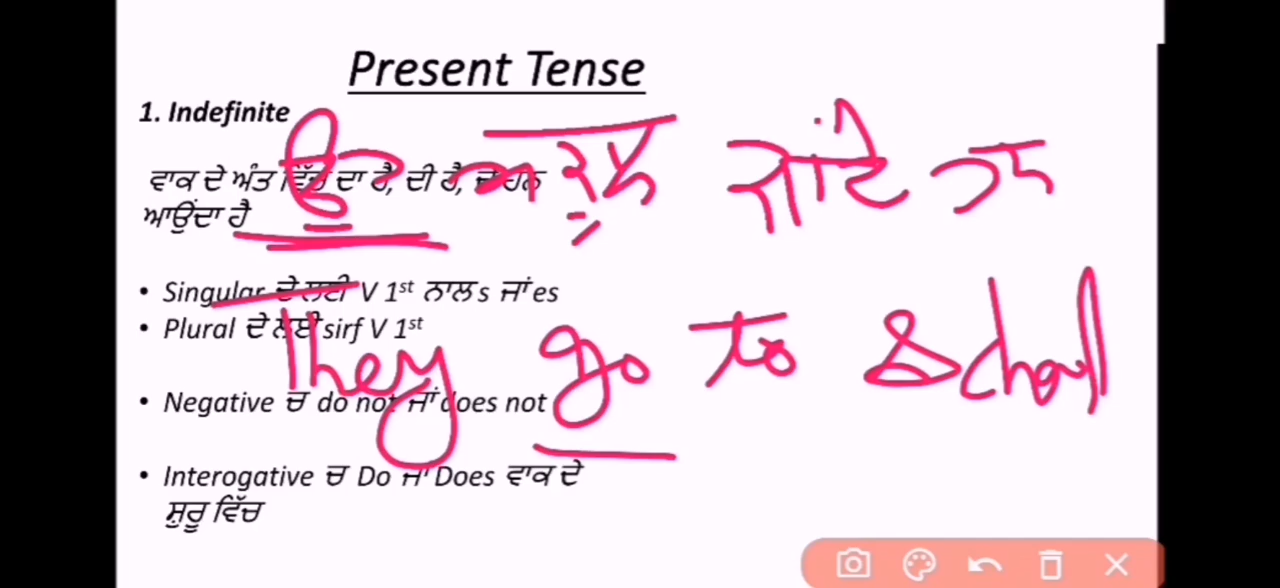 Present Tense
1. Indefinite
ਵਾਕ ਦੇ ਅੰਤ ਵਿੱਚ ਦਾ ਹੈ, ਦੀ ਹੈ, ਦੇ ਹਨ
ਆਉਂਦਾ ਹੈ
ਉਹ ਸਕੂਲ ਜਾਂਦੇ ਹਨ
• Singular ਦੇ ਲਈ V 1st ਨਾਲ s ਜਾਂ es
• Plural ਦੇ ਲਈ sirf V 1st
They go to School
• Negative ਚ do not ਜਾਂ does not
• Interogative ਚ Do ਜਾਂ Does ਵਾਕ ਦੇ
ਸ਼ੁਰੂ ਵਿੱਚ